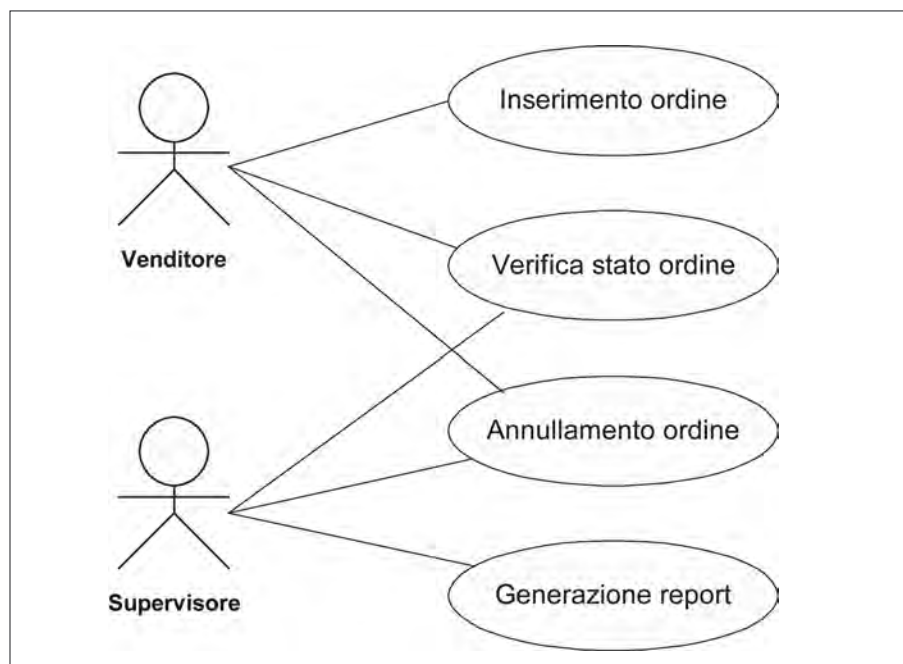 Inserimento ordine
Venditore
Verifica stato ordine
Annullamento ordine
Supervisore
Generazione report